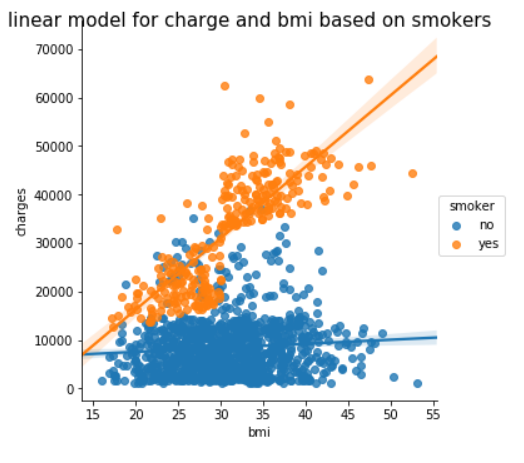 linear model for charge and bmi based on smokers
70000
60000
50000
40000
30000
20000
10000
0
charges
15 20 25 30 35 40 45 50 55
bmi
smoker
no
yes